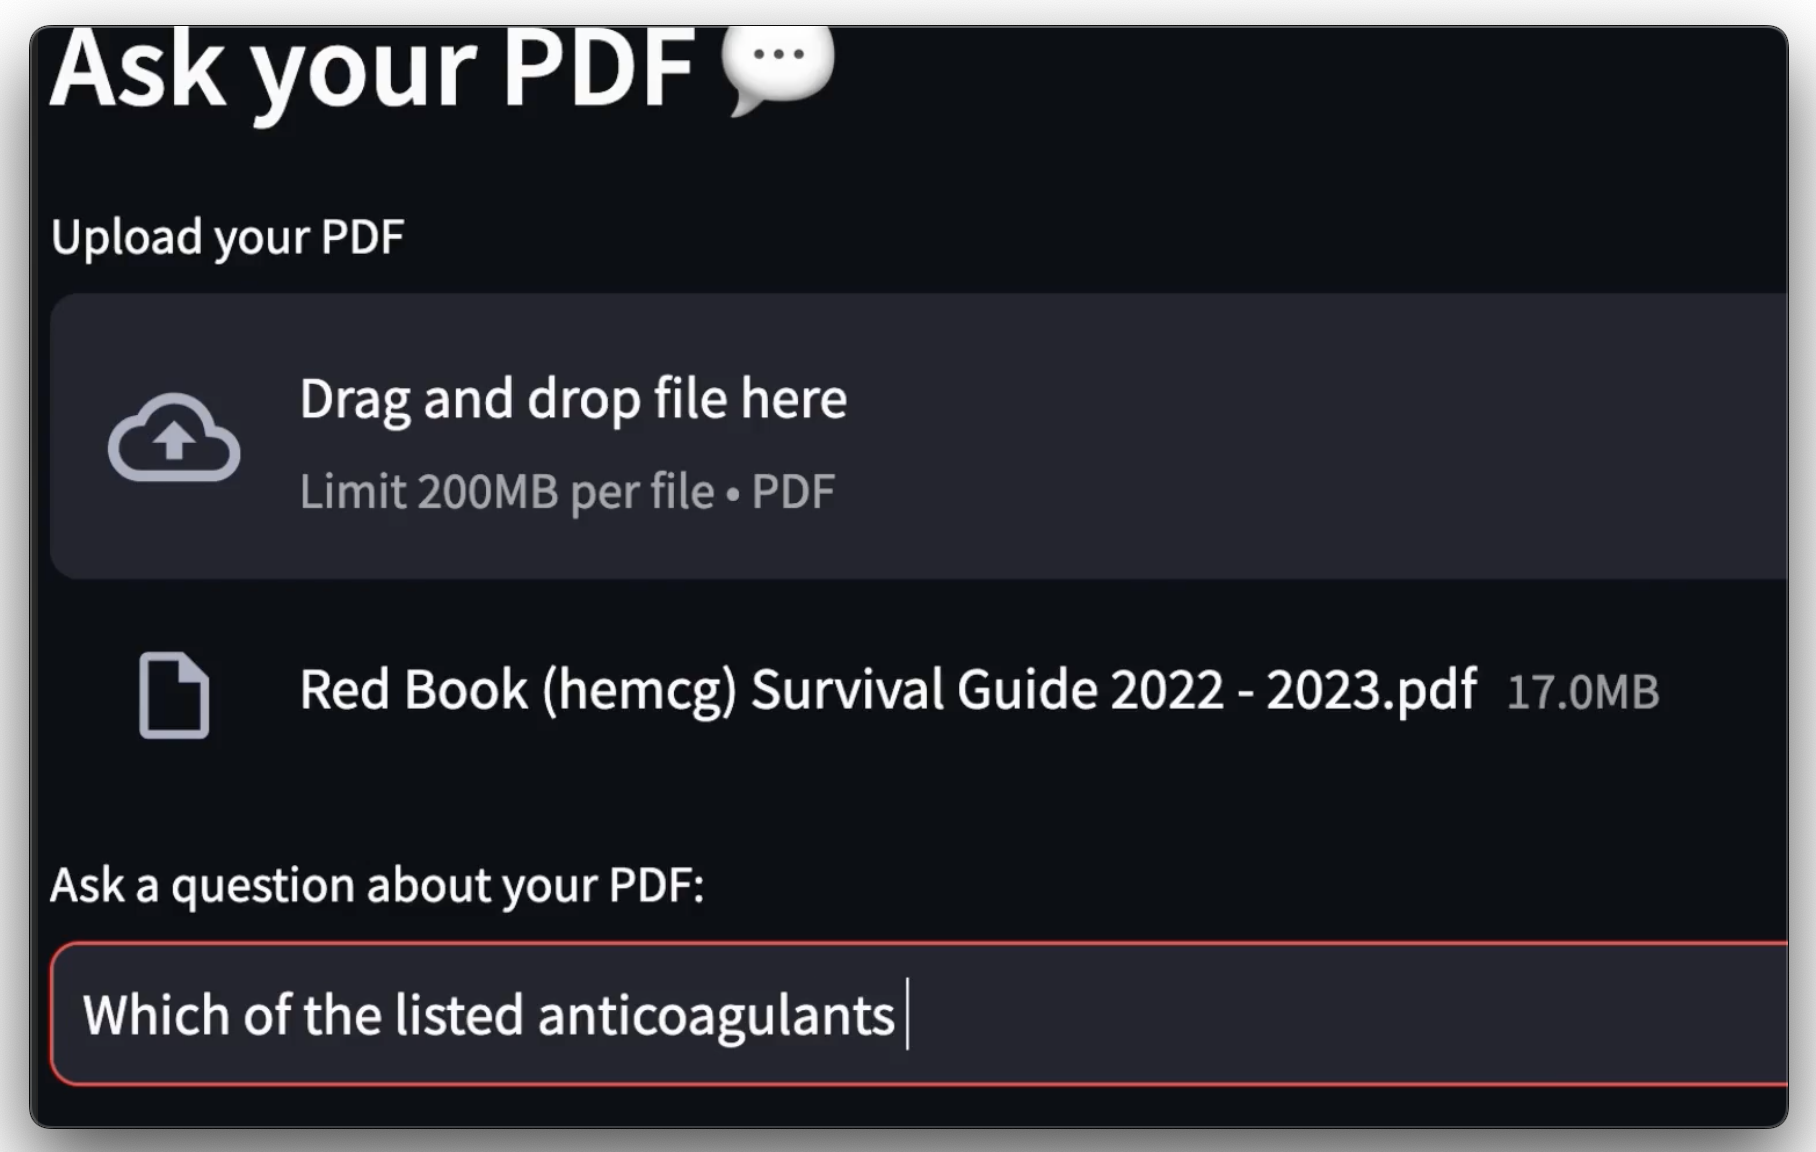 Ask your PDF
Upload your PDF
Drag and drop file here
Limit 200MB per file • PDF
Red Book (hemcg) Survival Guide 2022 - 2023.pdf 17.0MB
Ask a question about your PDF:
Which of the listed anticoagulants